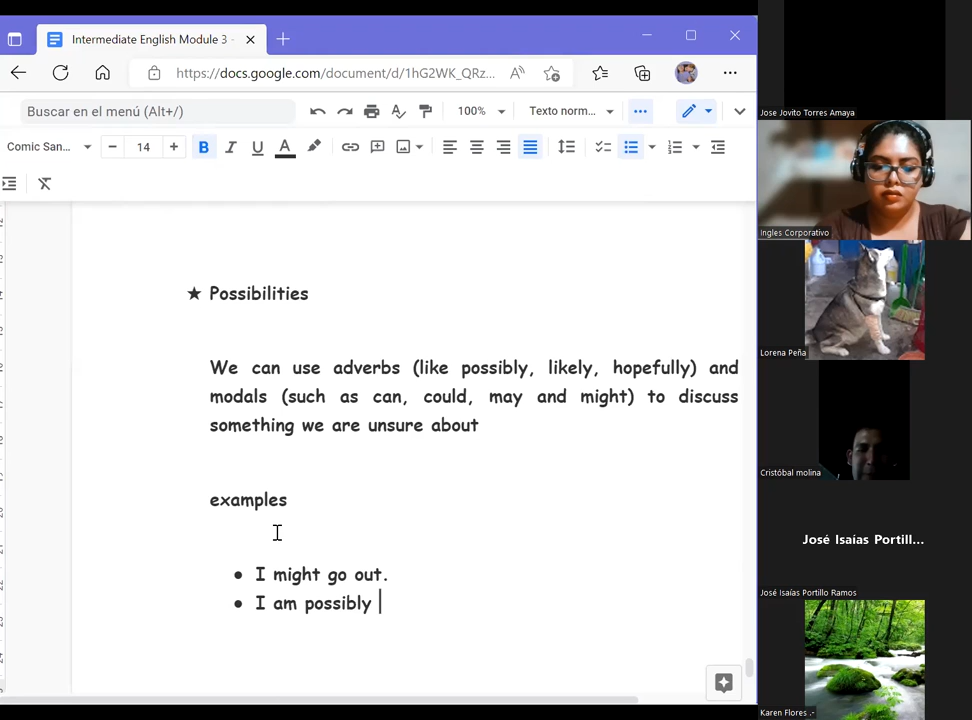 Intermediate English Module 3 -
https://docs.google.com/document/d/1hG2WK_QRz...
Buscar en el menú (Alt+/)
100%
Texto norm...
Comic San...
14
★ Possibilities
We can use adverbs (like possibly, likely, hopefully) and
modals (such as can, could, may and might) to discuss
something we are unsure about
examples
● I might go out.
● I am possibly
Jose Jovito Torres Amaya
Ingles Corporativo
Lorena Peña
Cristóbal molina
José Isaías Portill...
José Isaías Portillo Ramos
Karen Flores .-